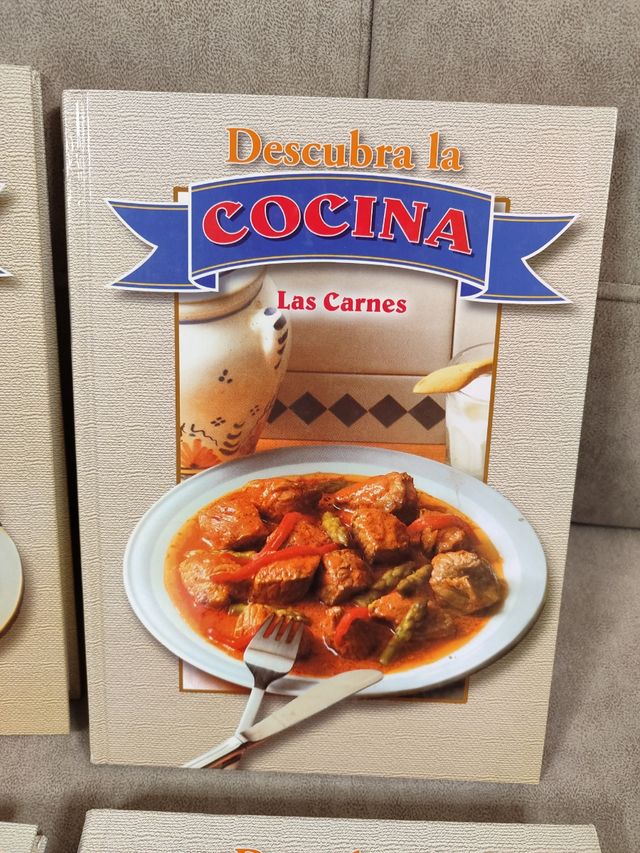 Descubra la
COCINA
Las Carnes